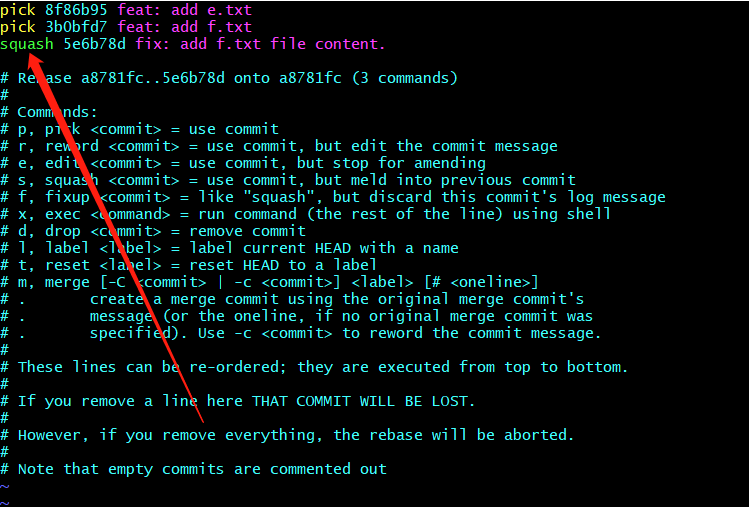 pick 8f86b95 feat: add e.txt
pick 3b0bfd7 feat: add f.txt
squash 5e6b78d fix: add f.txt file content.

# Rebase a8781fc..5e6b78d onto a8781fc (3 commands)
#
# Commands:
# p, pick <commit> = use commit
# r, reword <commit> = use commit, but edit the commit message
# e, edit <commit> = use commit, but stop for amending
# s, squash <commit> = use commit, but meld into previous commit
# f, fixup <commit> = like "squash", but discard this commit's log message
# x, exec <command> = run command (the rest of the line) using shell
# d, drop <commit> = remove commit
# l, label <label> = label current HEAD with a name
# t, reset <label> = reset HEAD to a label
# m, merge [-C <commit> | -c <commit>] <label> [# <oneline>]
# .       create a merge commit using the original merge commit's
# .       message (or the oneline, if no original merge commit was
# .       specified). Use -c <commit> to reword the commit message.
#
# These lines can be re-ordered; they are executed from top to bottom.
#
# If you remove a line here THAT COMMIT WILL BE LOST.
#
# However, if you remove everything, the rebase will be aborted.
#
# Note that empty commits are commented out
~
~